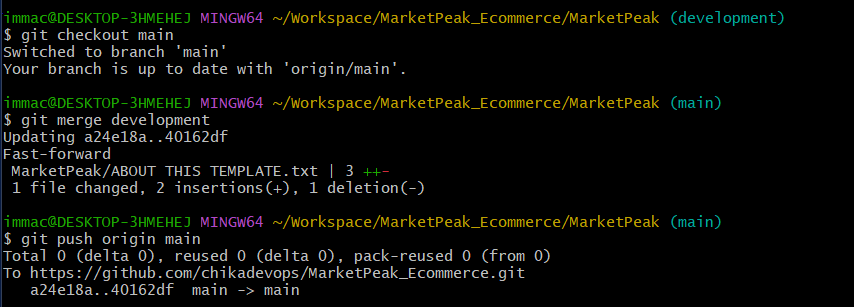 immac@DESKTOP-3HMEHEJ MINGW64 ~/Workspace/MarketPeak_Ecommerce/MarketPeak (development)
$ git checkout main
Switched to branch 'main'
Your branch is up to date with 'origin/main'.
immac@DESKTOP-3HMEHEJ MINGW64 ~/Workspace/MarketPeak_Ecommerce/MarketPeak (main)
$ git merge development
Updating a24e18a..40162df
Fast-forward
 MarketPeak/ABOUT THIS TEMPLATE.txt | 3 ++-
 1 file changed, 2 insertions(+), 1 deletion(-)
immac@DESKTOP-3HMEHEJ MINGW64 ~/Workspace/MarketPeak_Ecommerce/MarketPeak (main)
$ git push origin main
Total 0 (delta 0), reused 0 (delta 0), pack-reused 0 (from 0)
To https://github.com/chikadevops/MarketPeak_Ecommerce.git
   a24e18a..40162df  main -> main